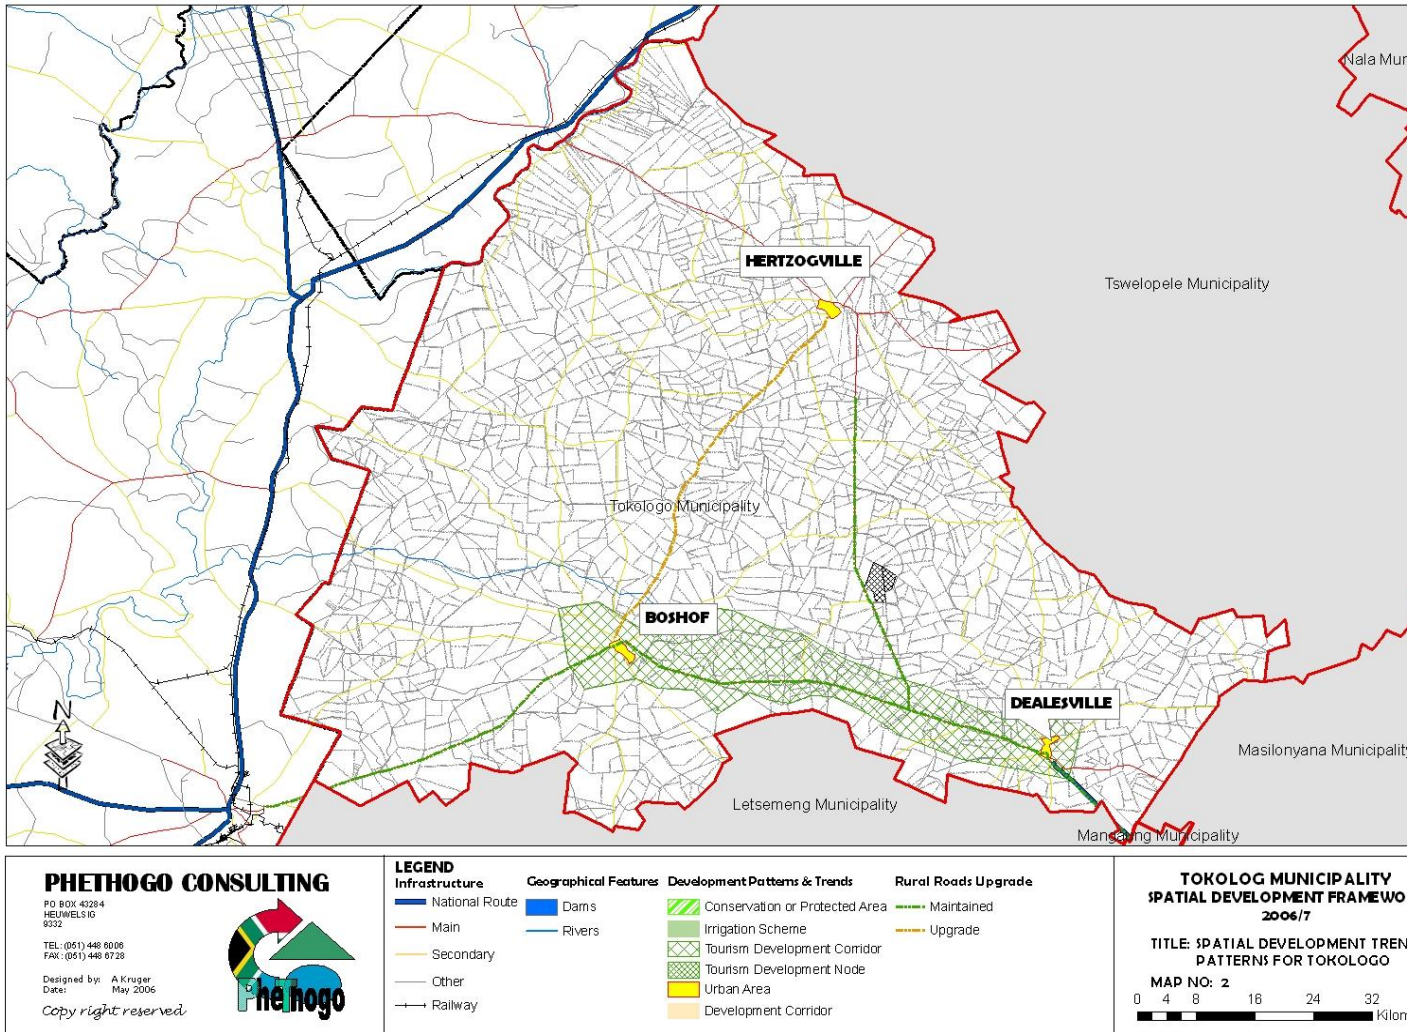 Nala Mun
HERTZOGVILLE
Tswelopele Municipality
Tokologo Municipality
BOSHOF
DEALESVILLE
Masilonyana Municipality
Letsemeng Municipality
Mangaung Municipality
N
PHETHOGO CONSULTING
PO BOX 43284
HEUWELSIG
9332
TEL: (051) 448 6006
FAX: (051) 448 6728
Designed by: A Kruger
Date: May 2006
Copy right reserved
Phethogo
LEGEND
Infrastructure
National Route
Main
Secondary
Other
Railway
Geographical Features
Dams
Rivers
Development Patterns & Trends
Conservation or Protected Area
Irrigation Scheme
Tourism Development Corridor
Tourism Development Node
Urban Area
Development Corridor
Rural Roads Upgrade
Maintained
Upgrade
TOKOLOG MUNICIPALITY
SPATIAL DEVELOPMENT FRAMEWO
2006/7
TITLE: SPATIAL DEVELOPMENT TREN
PATTERNS FOR TOKOLOGO
MAP NO: 2
0 4 8 16 24 32
Kilom